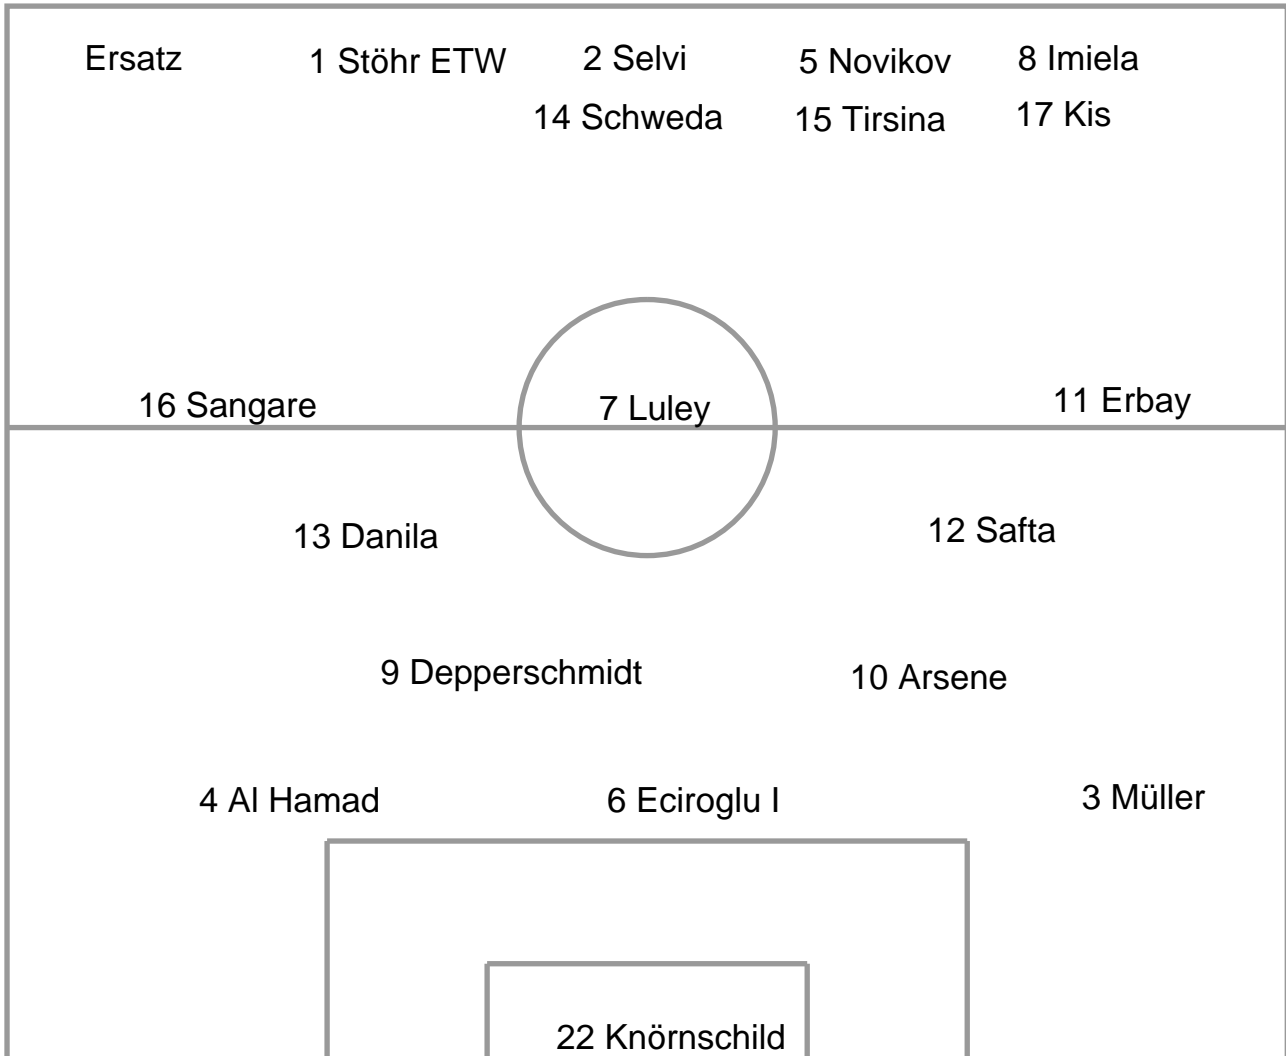 Ersatz 1 Stöhr ETW 2 Selvi 5 Novikov 8 Imiela
14 Schweda 15 Tirsina 17 Kis
16 Sangare 7 Luley 11 Erbay
13 Danila 12 Safta
9 Depperschmidt 10 Arsene
4 Al Hamad 6 Eciroglu I 3 Müller
22 Knörnschild